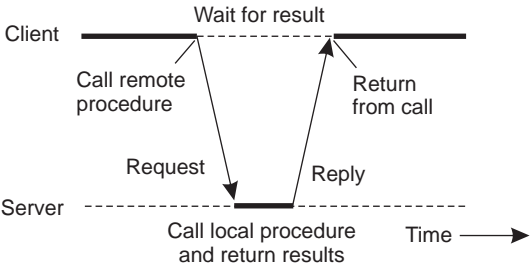 Wait for result
Client
Call remote
procedure
Return
from call
Request
Reply
Server
Call local procedure
and return results
Time